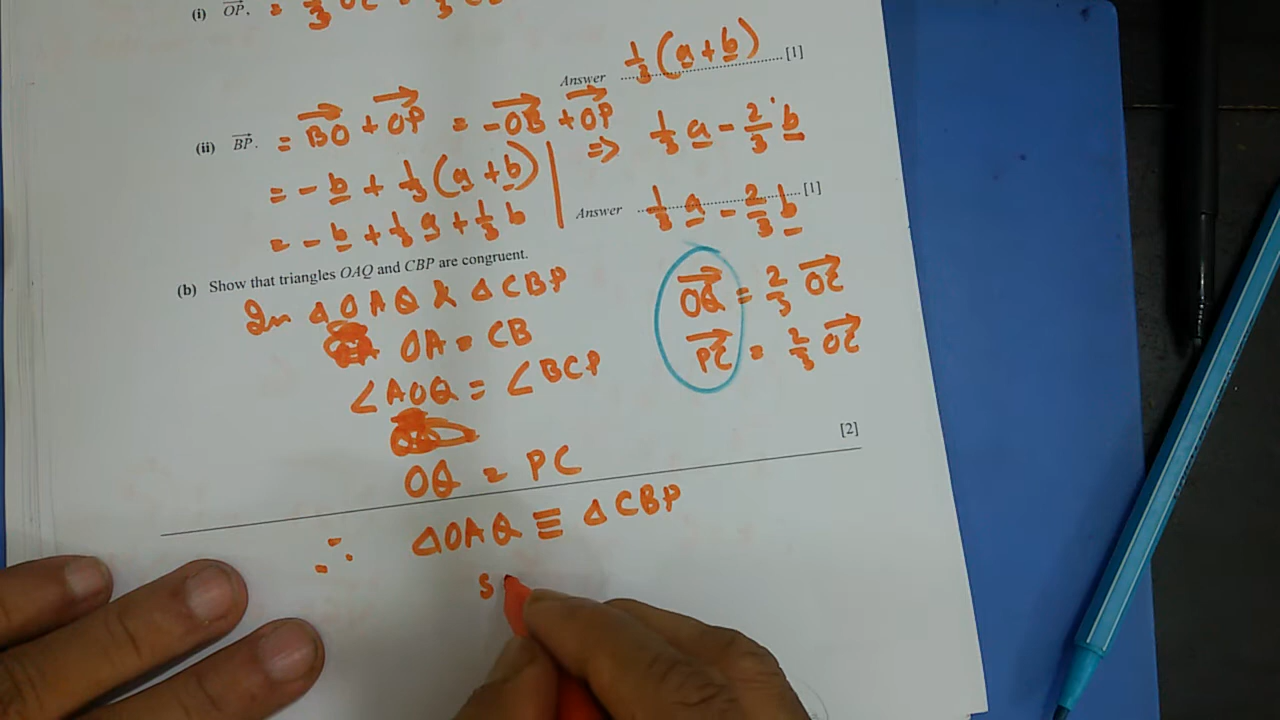 (i) OP. =
Answer 1/3 (a + b) [1]
(ii) BP. = BO + OP = -OB + OP
= - b + 1/3 (a + b)
= - b + 1/3 a + 1/3 b
=> 1/3 a - 2/3 b
Answer 1/3 a - 2/3 b [1]
(b) Show that triangles OAQ and CBP are congruent.
In Δ OAQ & Δ CBP
OA = CB
∠AOQ = ∠BCP
OQ = PC
OQ = 2/3 OC
PC = 2/3 OC
[2]
∴ ΔOAQ ≡ ΔCBP
S